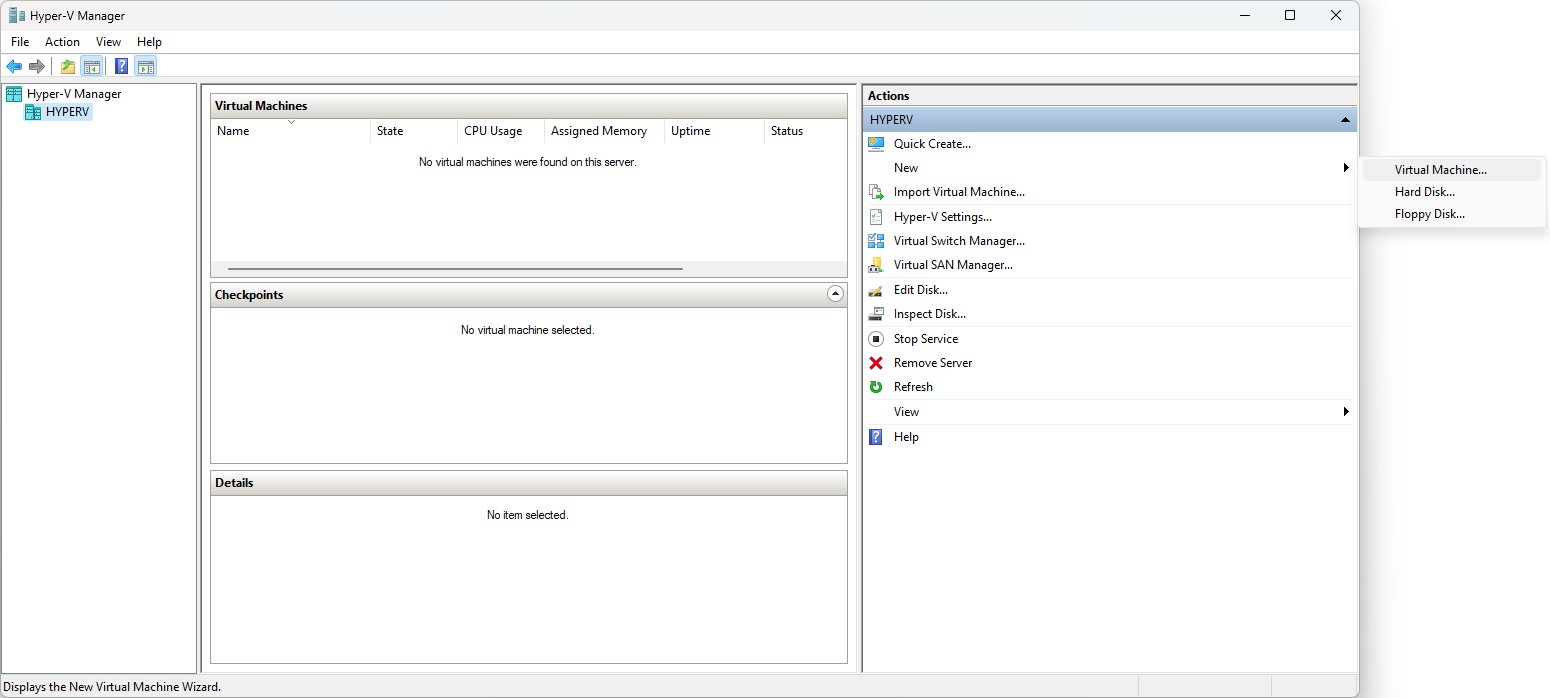 Hyper-V Manager
File Action View Help
Hyper-V Manager
HYPERV
Virtual Machines
Name State CPU Usage Assigned Memory Uptime Status
No virtual machines were found on this server.
Checkpoints
No virtual machine selected.
Details
No item selected.
Actions
HYPERV
Quick Create...
New
Import Virtual Machine...
Hyper-V Settings...
Virtual Switch Manager...
Virtual SAN Manager...
Edit Disk...
Inspect Disk...
Stop Service
Remove Server
Refresh
View
Help
Virtual Machine...
Hard Disk...
Floppy Disk...
Displays the New Virtual Machine Wizard.